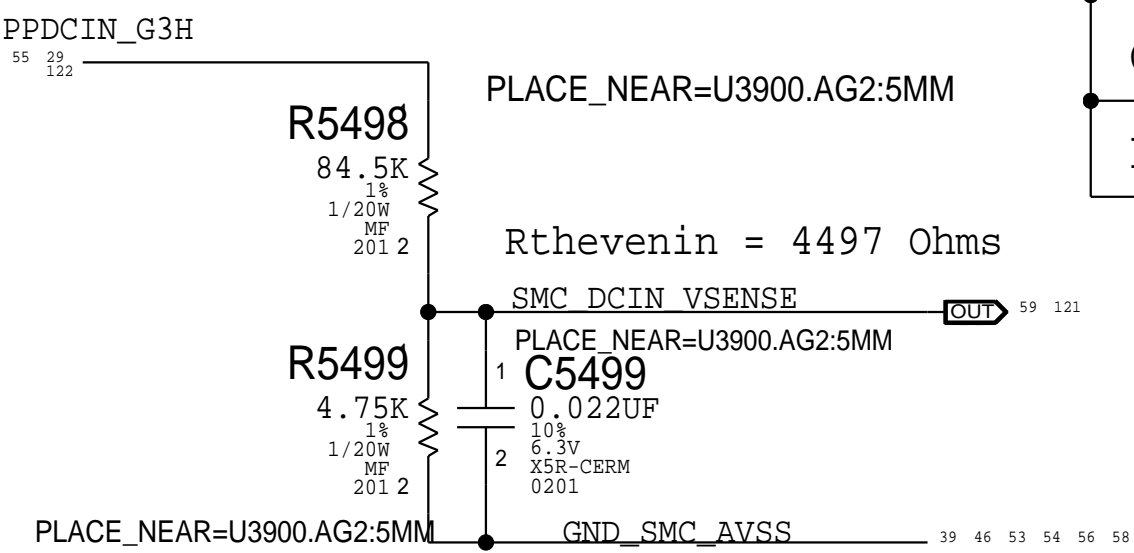 PPDCIN_G3H
55 29
122
PLACE_NEAR=U3900.AG2:5MM
R5498
84.5K
1%
1/20W
MF
201 2
Rthevenin = 4497 Ohms
SMC_DCIN_VSENSE
OUT 59 121
PLACE_NEAR=U3900.AG2:5MM
R5499
4.75K
1%
1/20W
MF
201 2
1 C5499
0.022UF
10%
6.3V
2 X5R-CERM
0201
PLACE_NEAR=U3900.AG2:5MM
GND_SMC_AVSS 39 46 53 54 56 58